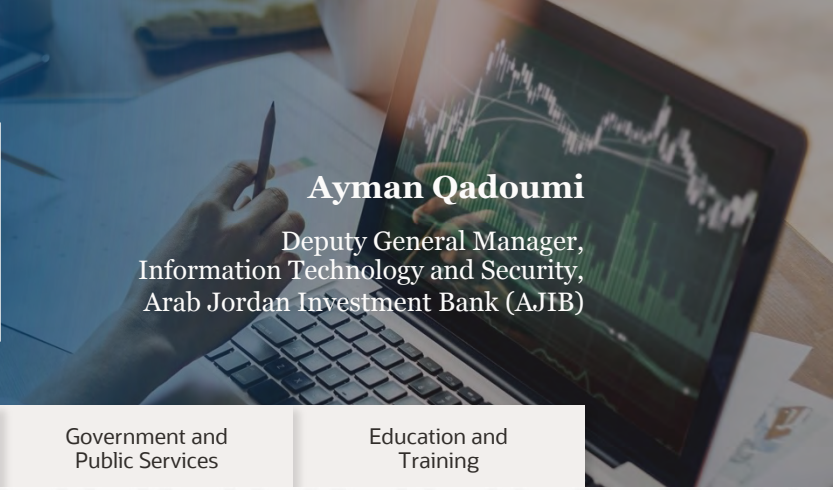 Ayman Qadoumi
Deputy General Manager,
Information Technology and Security,
Arab Jordan Investment Bank (AJIB)
Government and
Public Services
Education and
Training